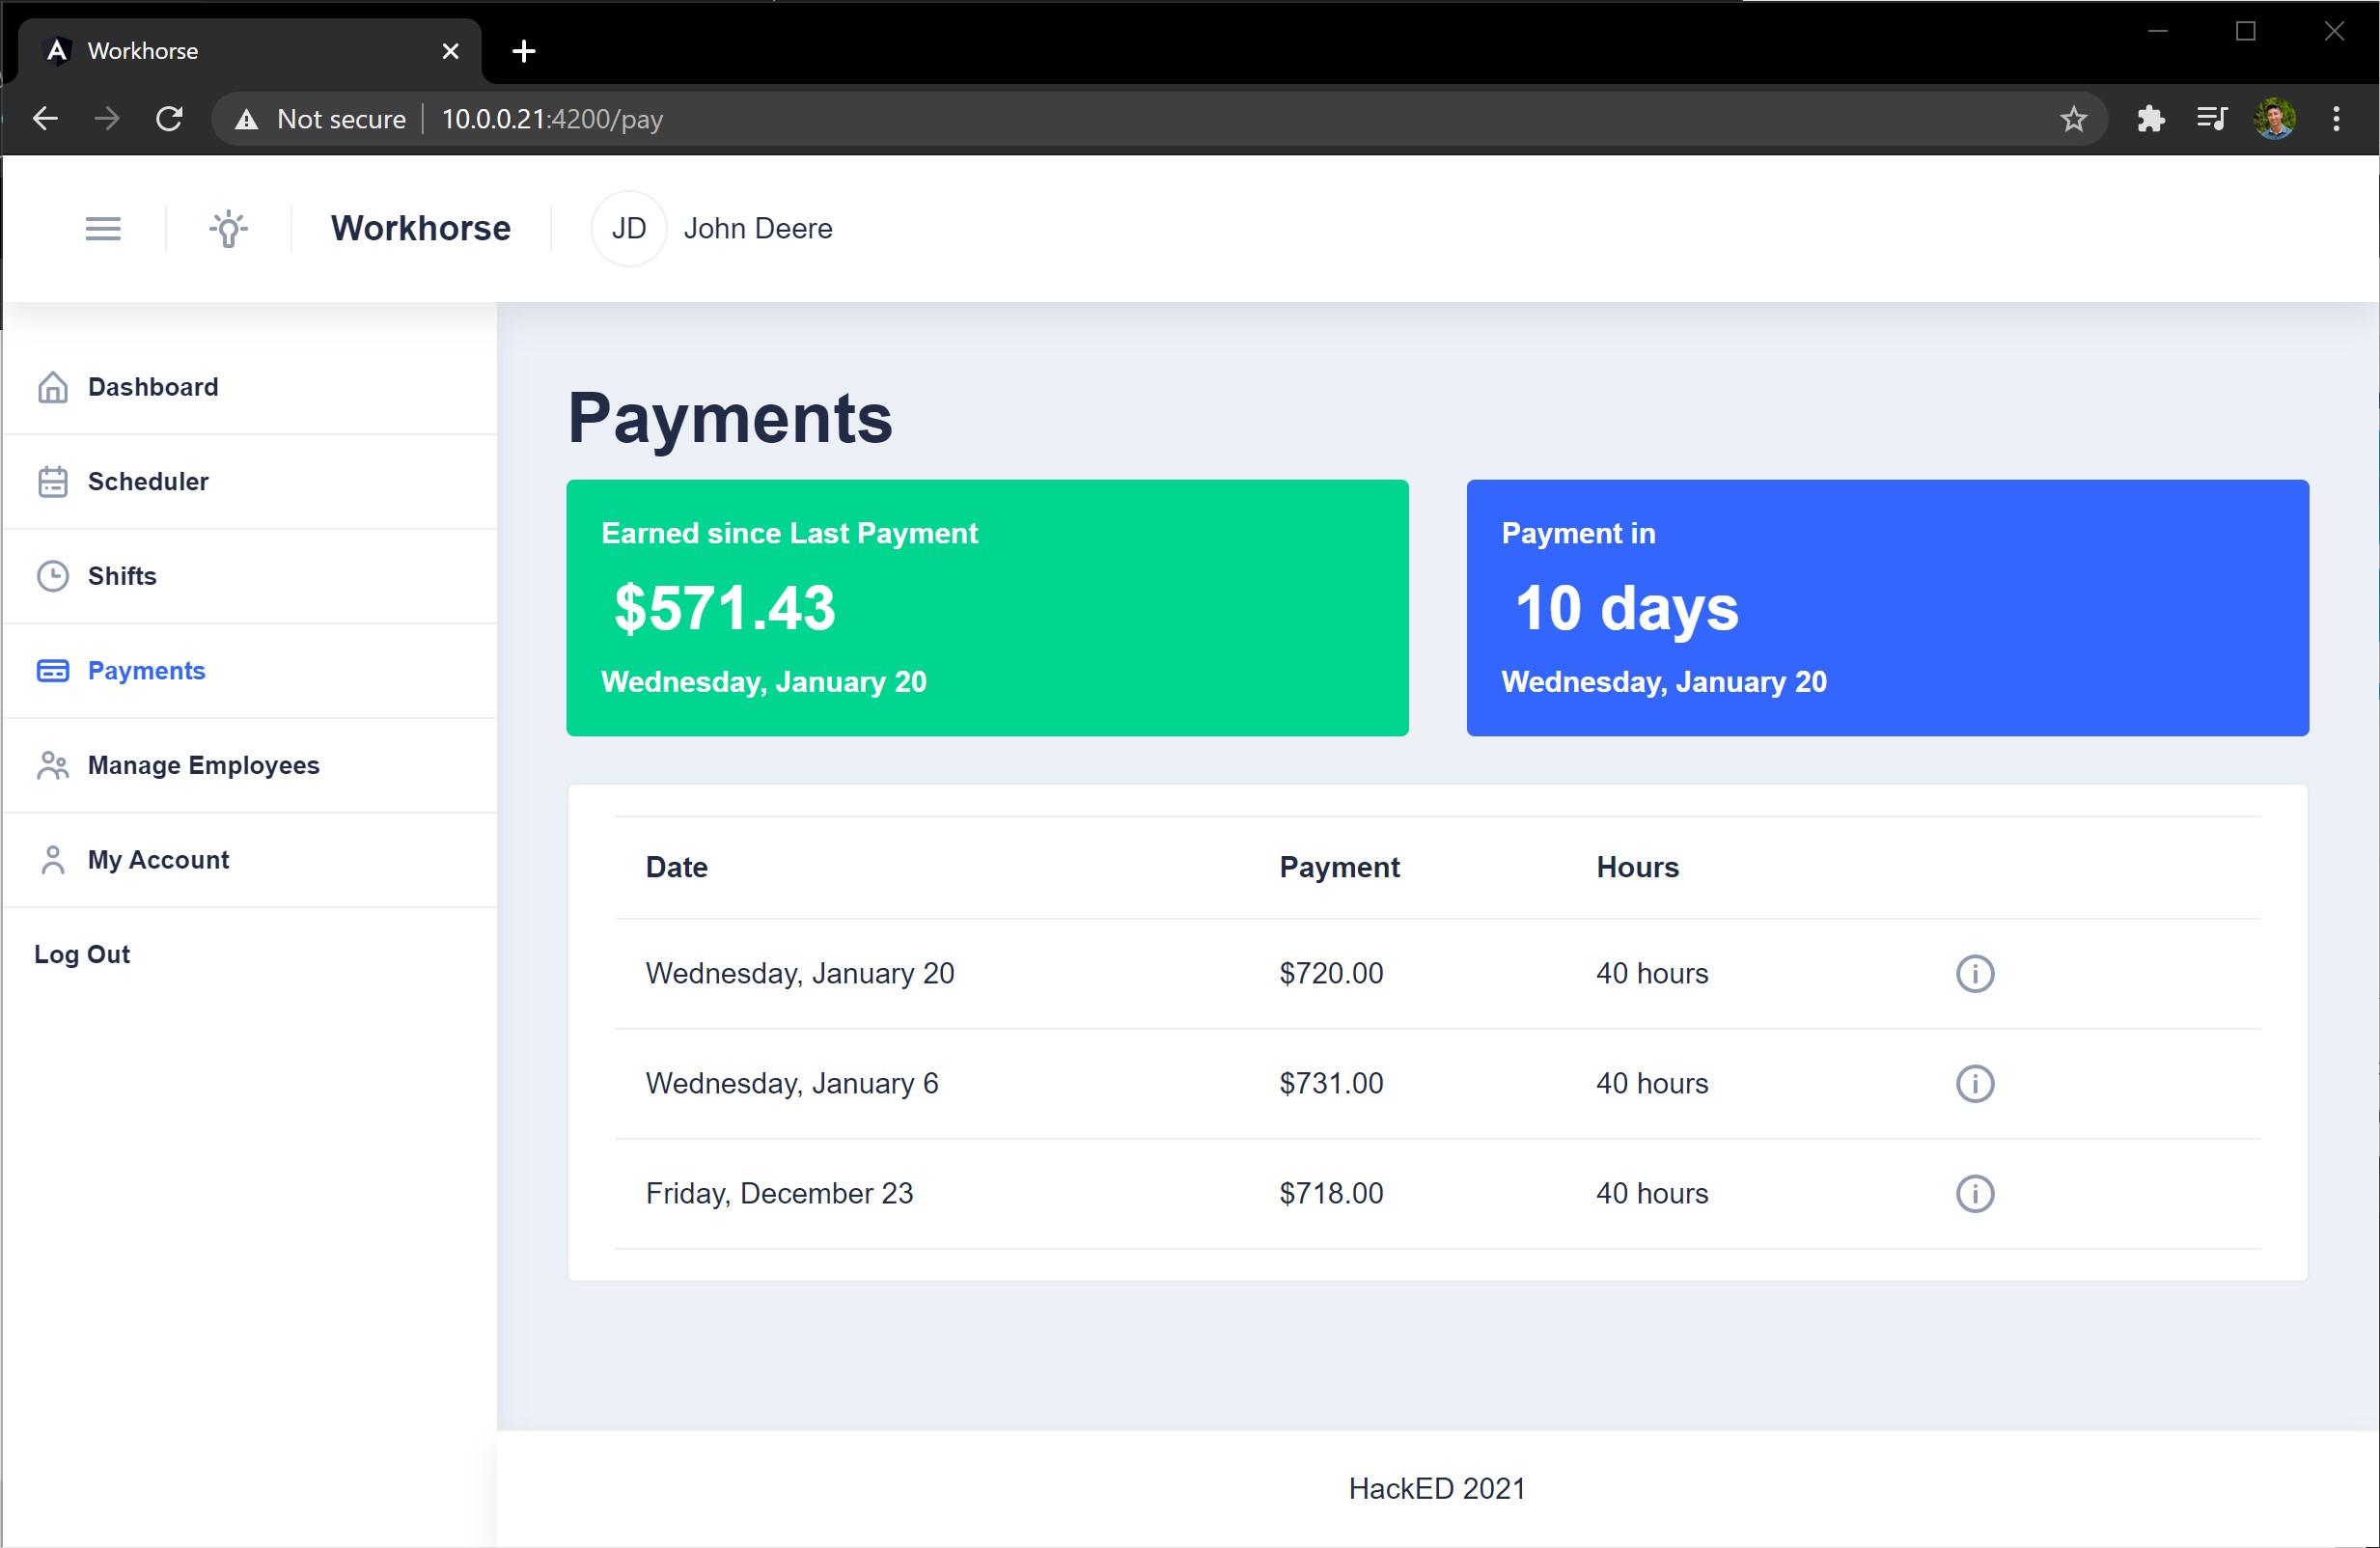 Workhorse
Not secure 10.0.0.21:4200/pay
Workhorse JD John Deere
Dashboard
Scheduler
Shifts
Payments
Manage Employees
My Account
Log Out
Payments
Earned since Last Payment
$571.43
Wednesday, January 20
Payment in
10 days
Wednesday, January 20
Date Payment Hours
Wednesday, January 20 $720.00 40 hours
Wednesday, January 6 $731.00 40 hours
Friday, December 23 $718.00 40 hours
HackED 2021